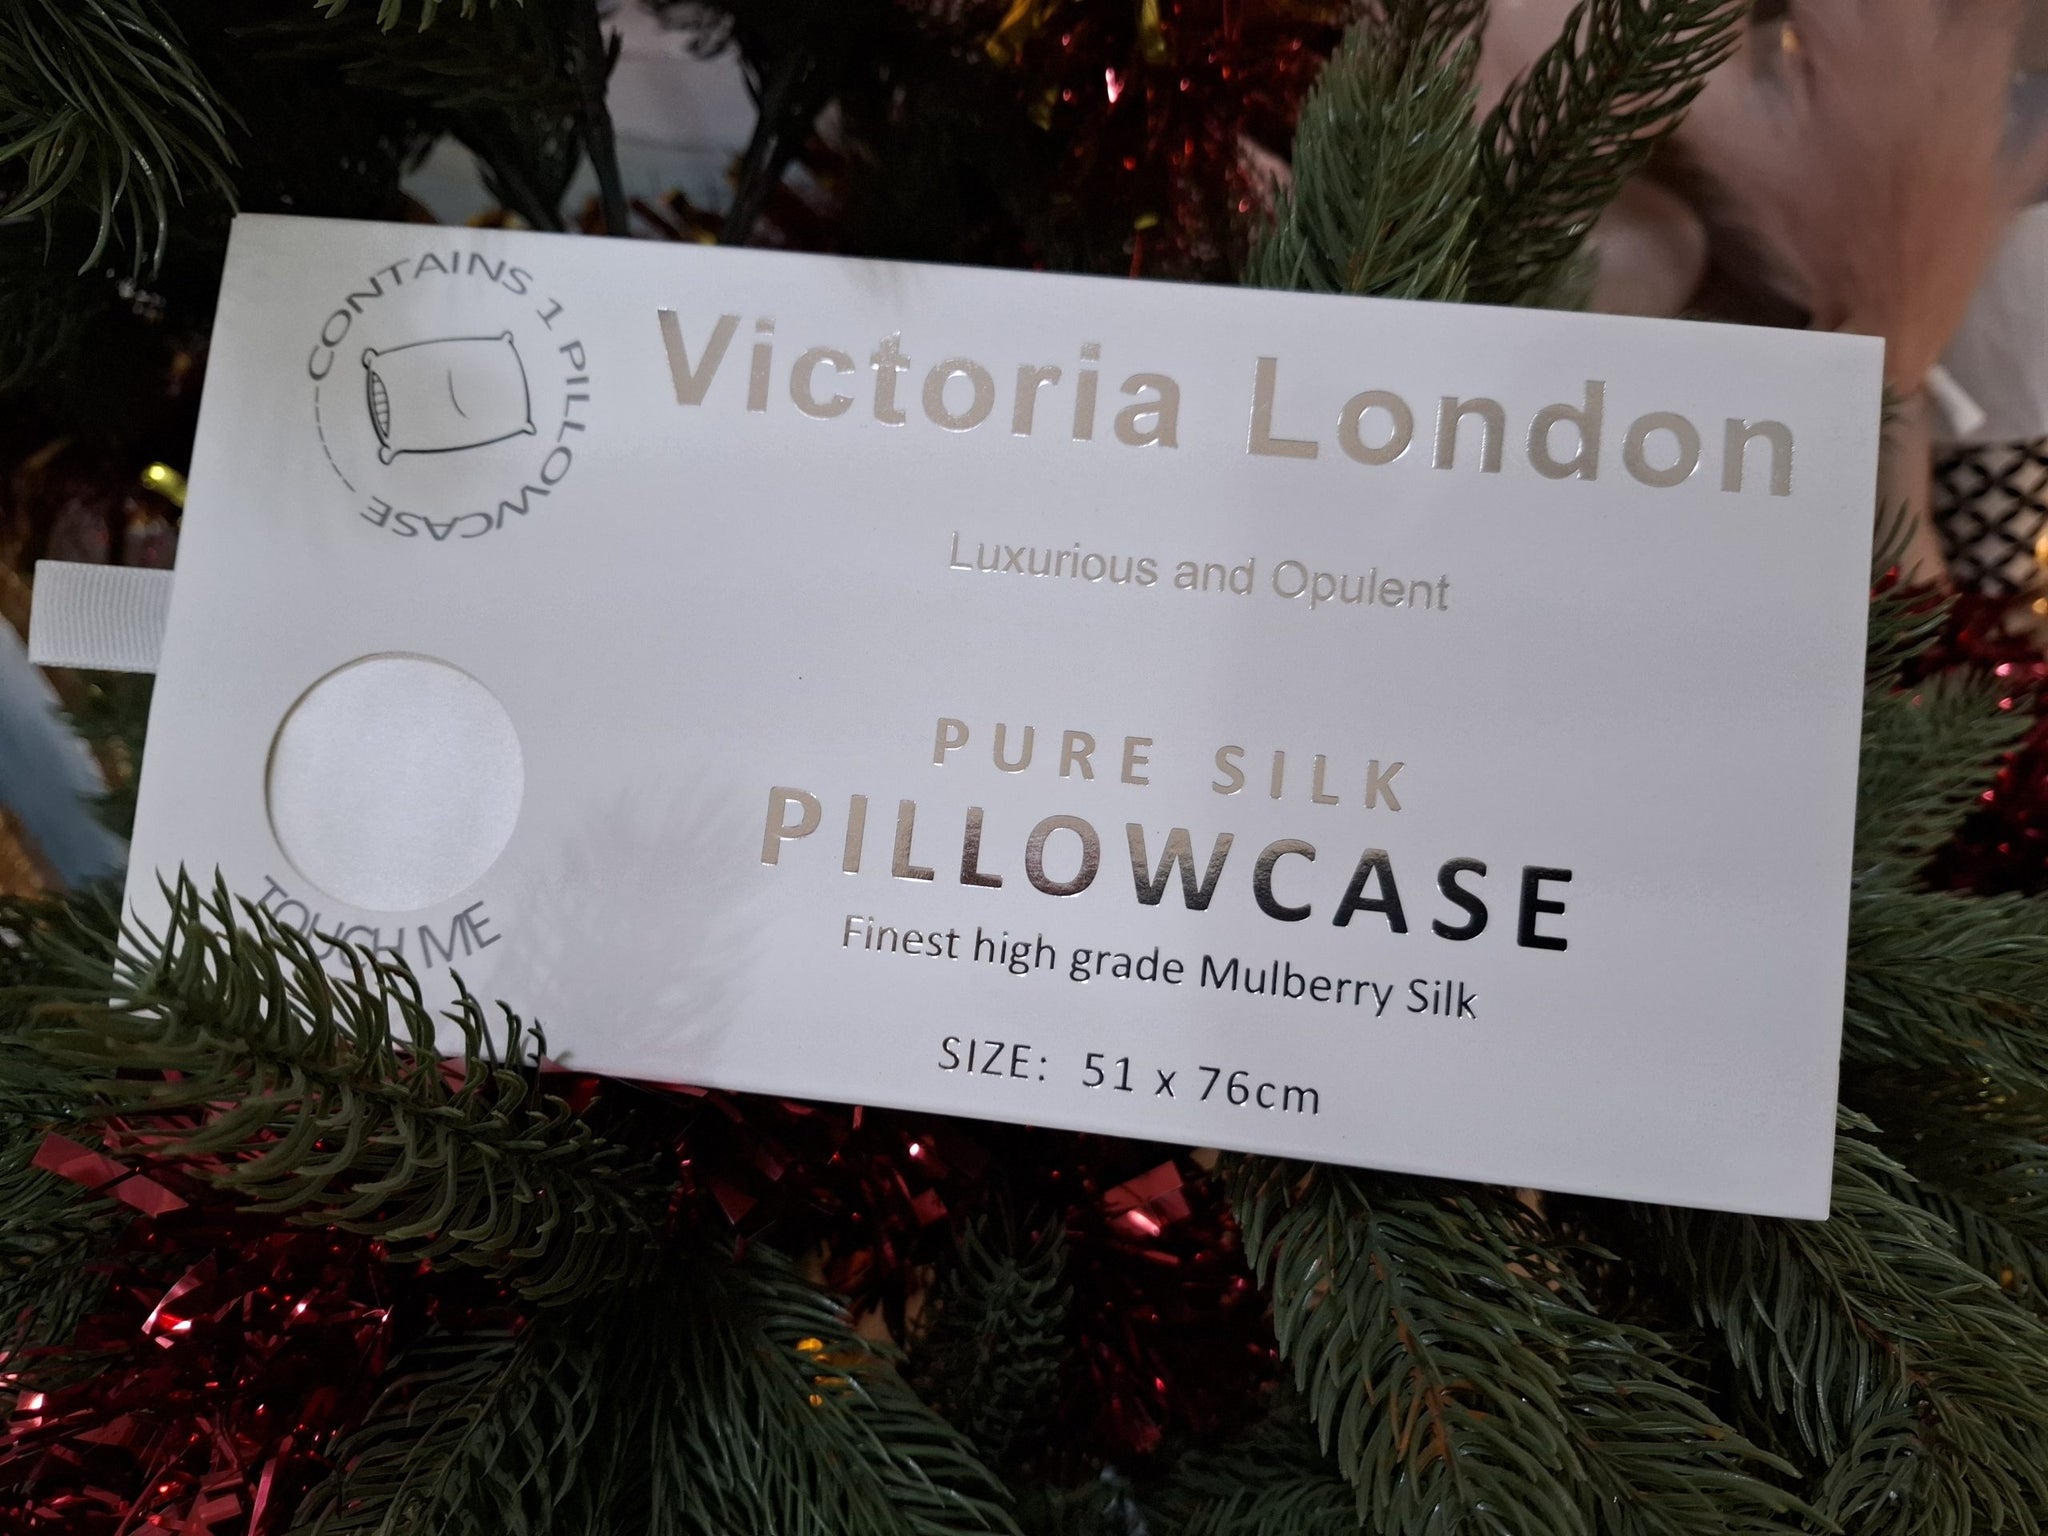 CONTAINS 1 PILLOWCASE
Victoria London
Luxurious and Opulent
TOUCH ME
PURE SILK
PILLOWCASE
Finest high grade Mulberry Silk
SIZE: 51 x 76cm